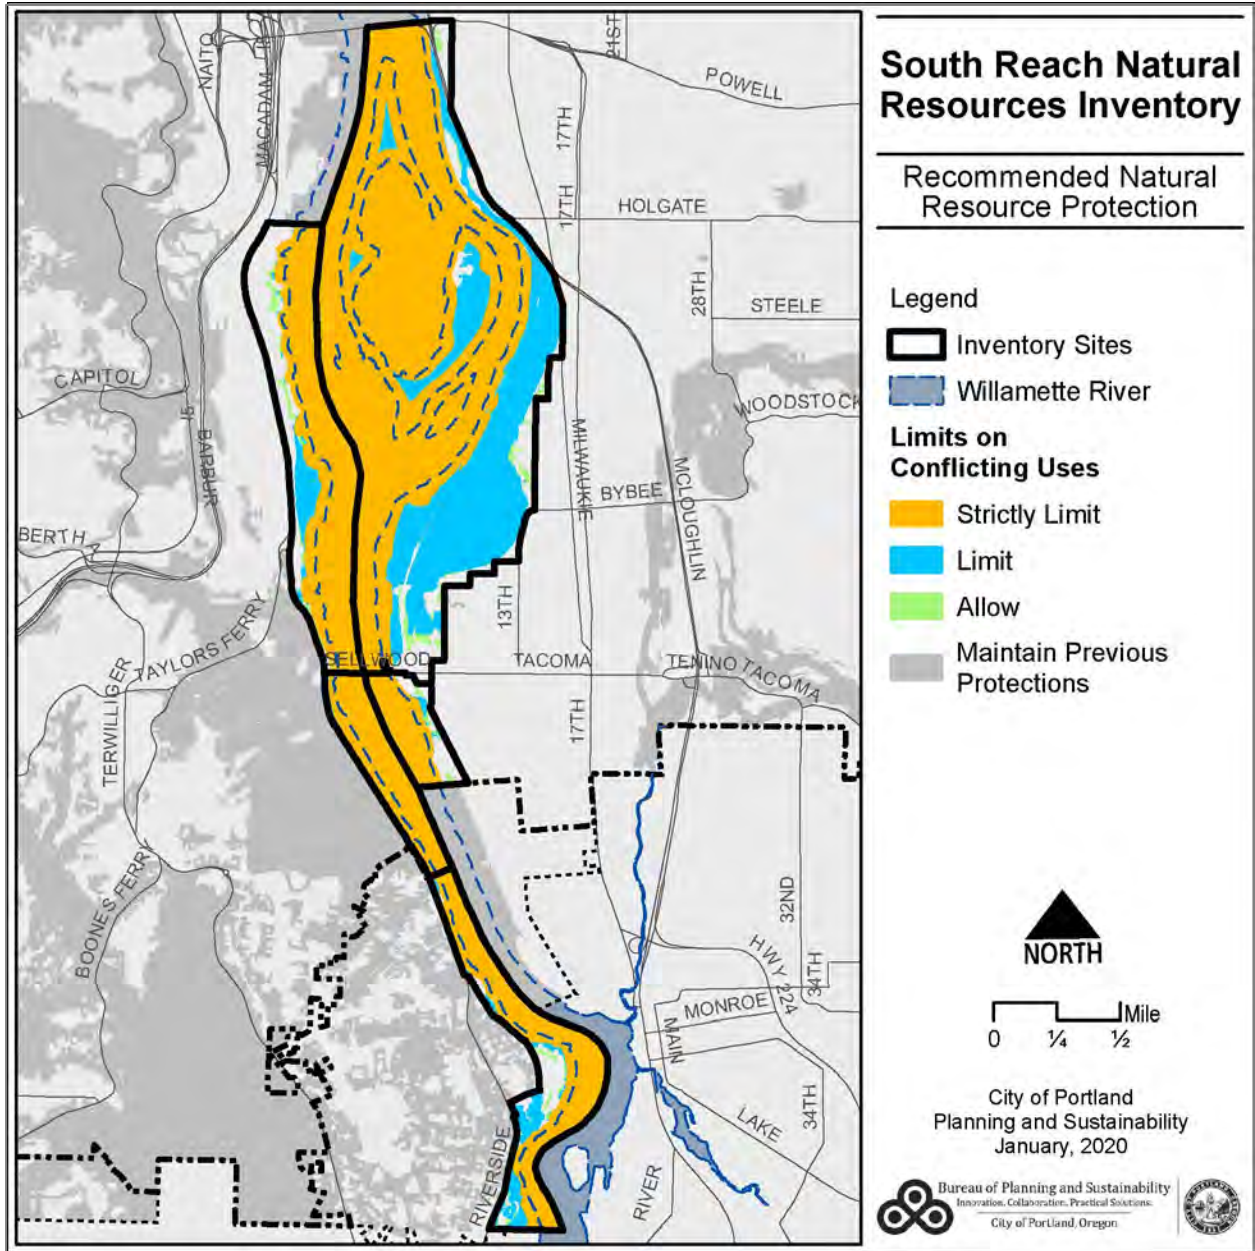 South Reach Natural
Resources Inventory
Recommended Natural
Resource Protection
Legend
Inventory Sites
Willamette River
Limits on
Conflicting Uses
Strictly Limit
Limit
Allow
Maintain Previous
Protections
NORTH
Mile
0 ¼ ½
City of Portland
Planning and Sustainability
January, 2020
Bureau of Planning and Sustainability
Innovation. Collaboration. Practical Solutions.
City of Portland, Oregon
NAITO
MACADAM
21ST
POWELL
17TH
17TH
HOLGATE
28TH
STEELE
CAPITOL
I5
BARBUR
WOODSTOCK
MILWAUKIE
MCLOUGHLIN
BYBEE
BERTHA
TAYLORS FERRY
13TH
SELLWOOD
TACOMA
TENINO TACOMA
TERWILLIGER
17TH
BOONES FERRY
32ND
HWY 224
34TH
MONROE
MAIN
LAKE
34TH
RIVERSIDE
RIVER